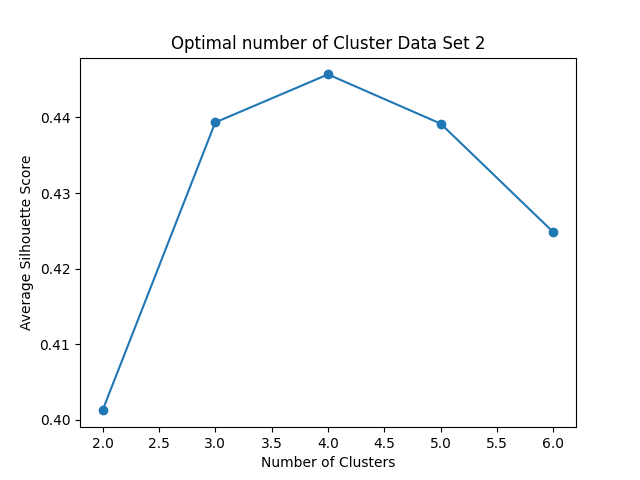 Optimal number of Cluster Data Set 2
Average Silhouette Score
0.44
0.43
0.42
0.41
0.40
2.0 2.5 3.0 3.5 4.0 4.5 5.0 5.5 6.0
Number of Clusters